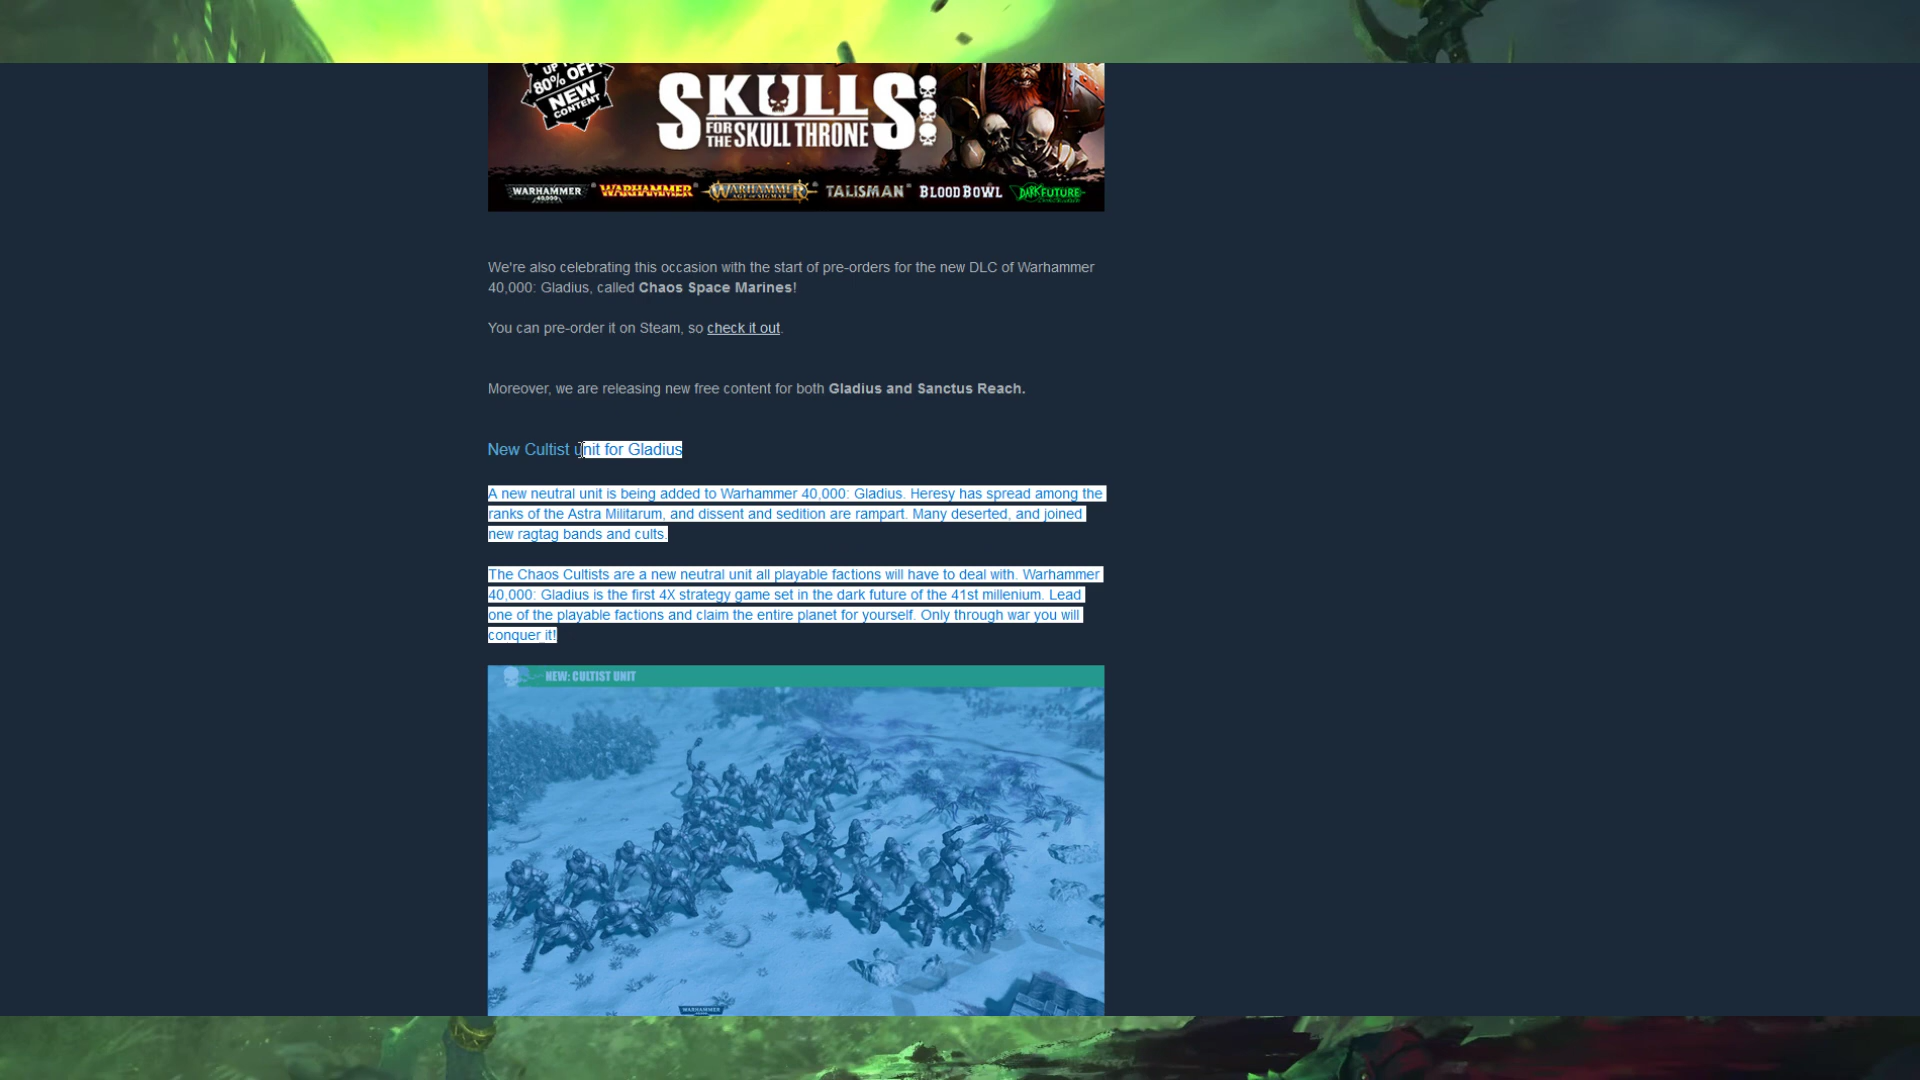 UP TO
80% OFF
NEW
CONTENT
SKULLS
FOR
THE SKULL THRONE
WARHAMMER
40,000
WARHAMMER
WARHAMMER
AGE OF SIGMAR
TALISMAN
BLOOD BOWL
DARK FUTURE
We're also celebrating this occasion with the start of pre-orders for the new DLC of Warhammer
40,000: Gladius, called Chaos Space Marines!
You can pre-order it on Steam, so check it out.
Moreover, we are releasing new free content for both Gladius and Sanctus Reach.
New Cultist unit for Gladius
A new neutral unit is being added to Warhammer 40,000: Gladius. Heresy has spread among the
ranks of the Astra Militarum, and dissent and sedition are rampart. Many deserted, and joined
new ragtag bands and cults.
The Chaos Cultists are a new neutral unit all playable factions will have to deal with. Warhammer
40,000: Gladius is the first 4X strategy game set in the dark future of the 41st millenium. Lead
one of the playable factions and claim the entire planet for yourself. Only through war you will
conquer it!
NEW: CULTIST UNIT
WARHAMMER